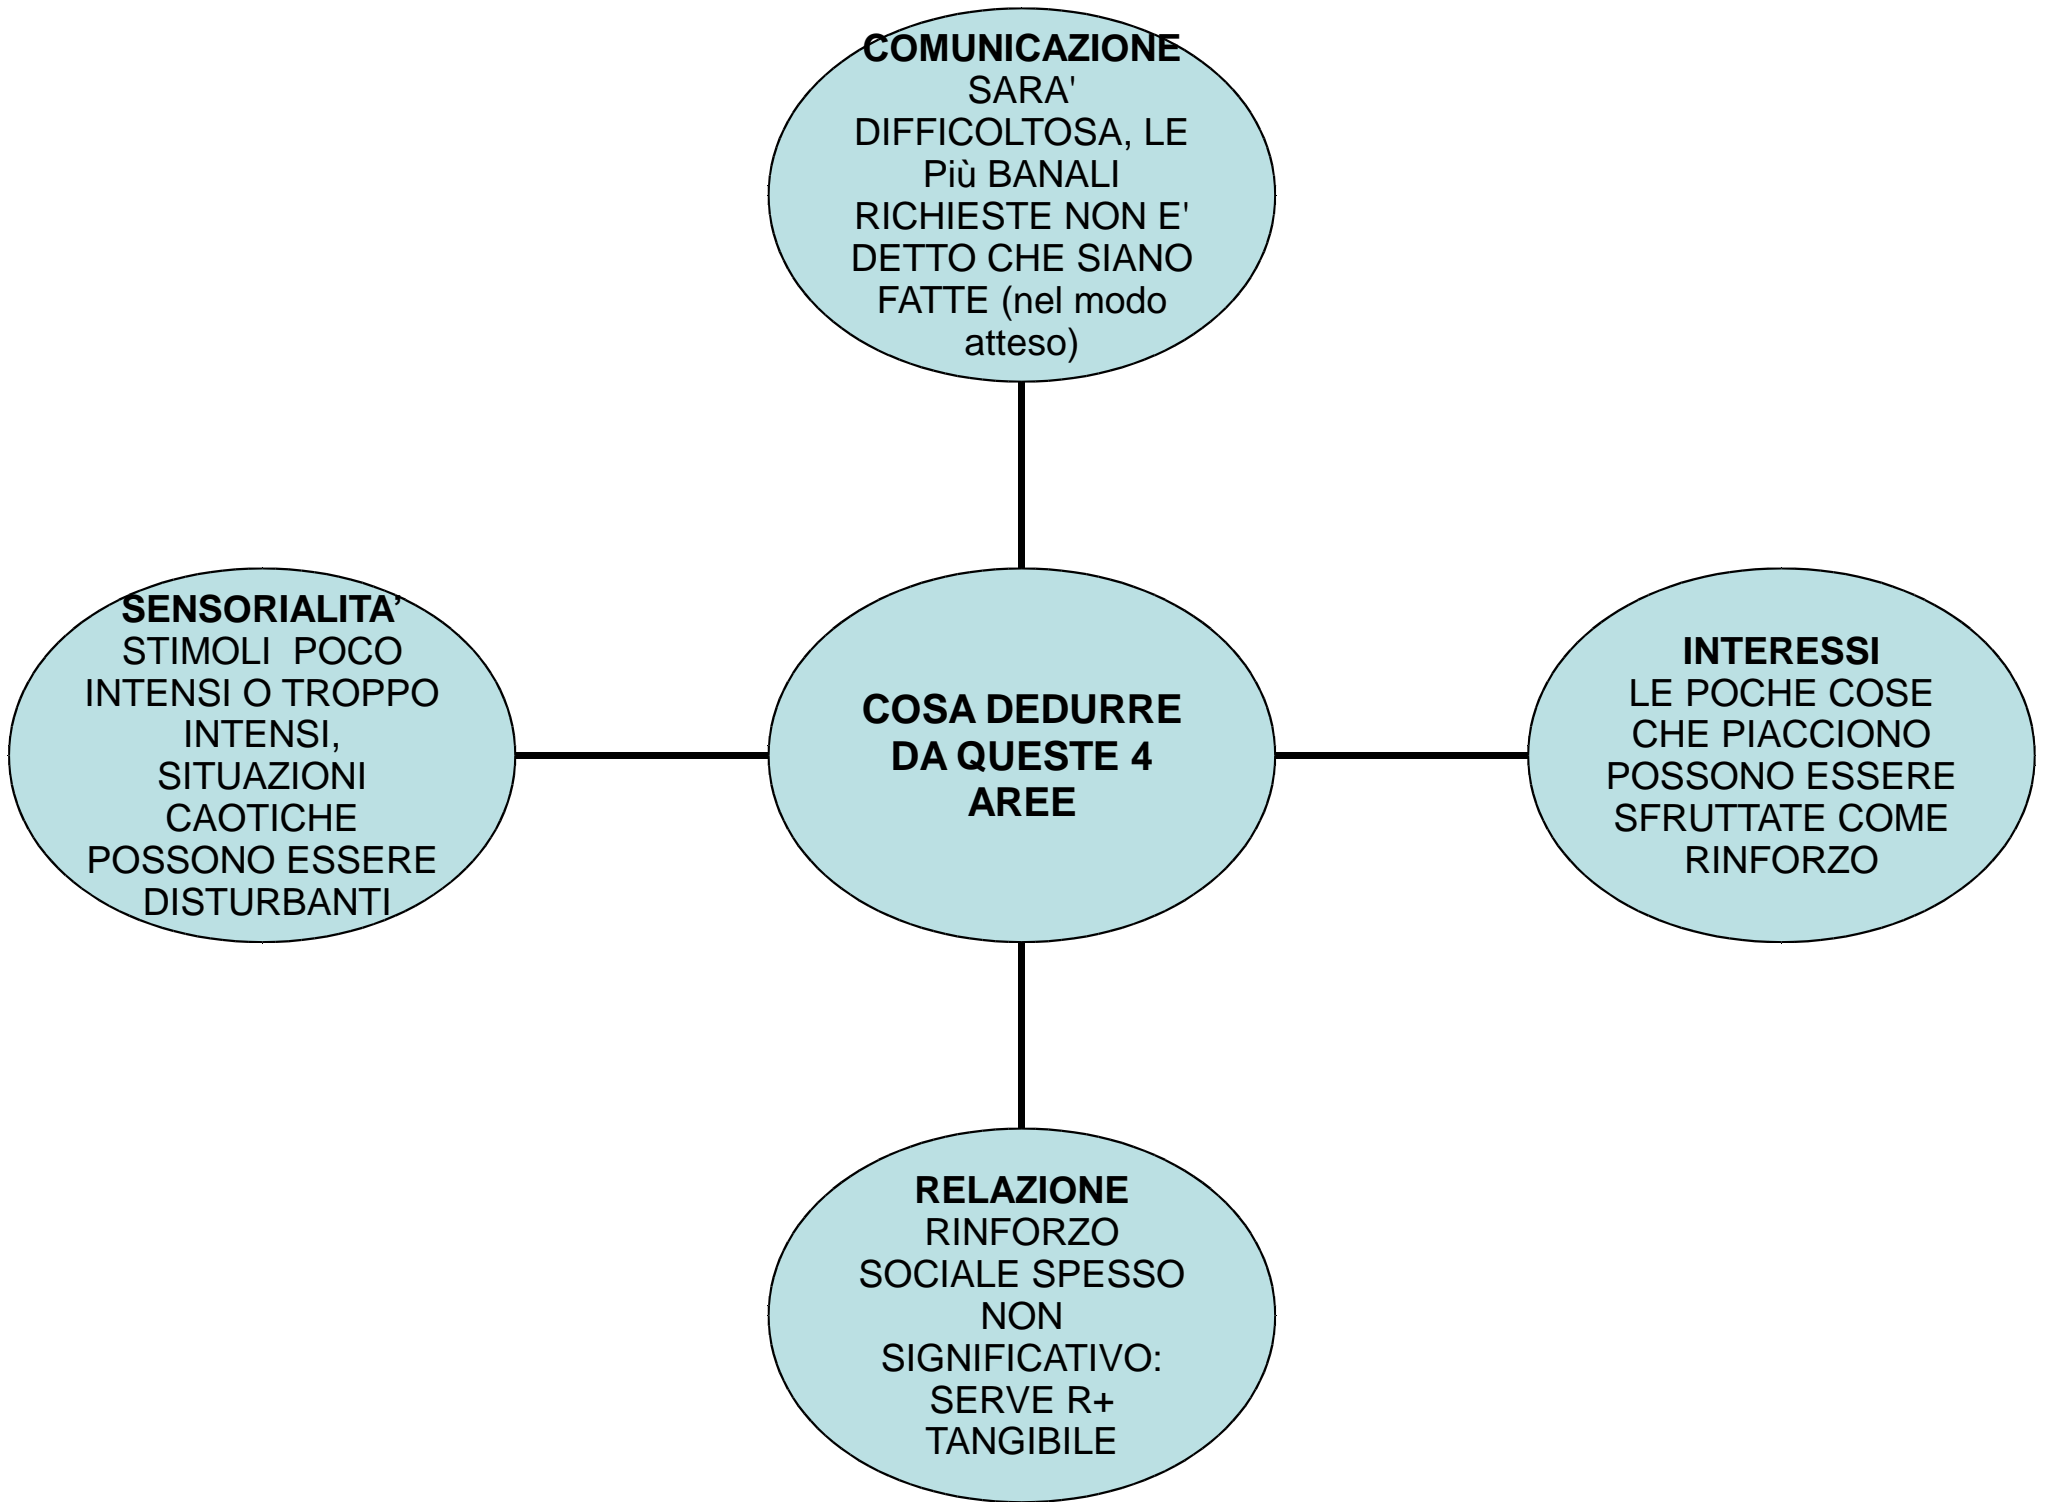 COMUNICAZIONE
SARA'
DIFFICOLTOSA, LE
Più BANALI
RICHIESTE NON E'
DETTO CHE SIANO
FATTE (nel modo
atteso)
SENSORIALITA’
STIMOLI  POCO
INTENSI O TROPPO
INTENSI,
SITUAZIONI
CAOTICHE
POSSONO ESSERE
DISTURBANTI
COSA DEDURRE
DA QUESTE 4
AREE
INTERESSI
LE POCHE COSE
CHE PIACCIONO
POSSONO ESSERE
SFRUTTATE COME
RINFORZO
RELAZIONE
RINFORZO
SOCIALE SPESSO
NON
SIGNIFICATIVO:
SERVE R+
TANGIBILE